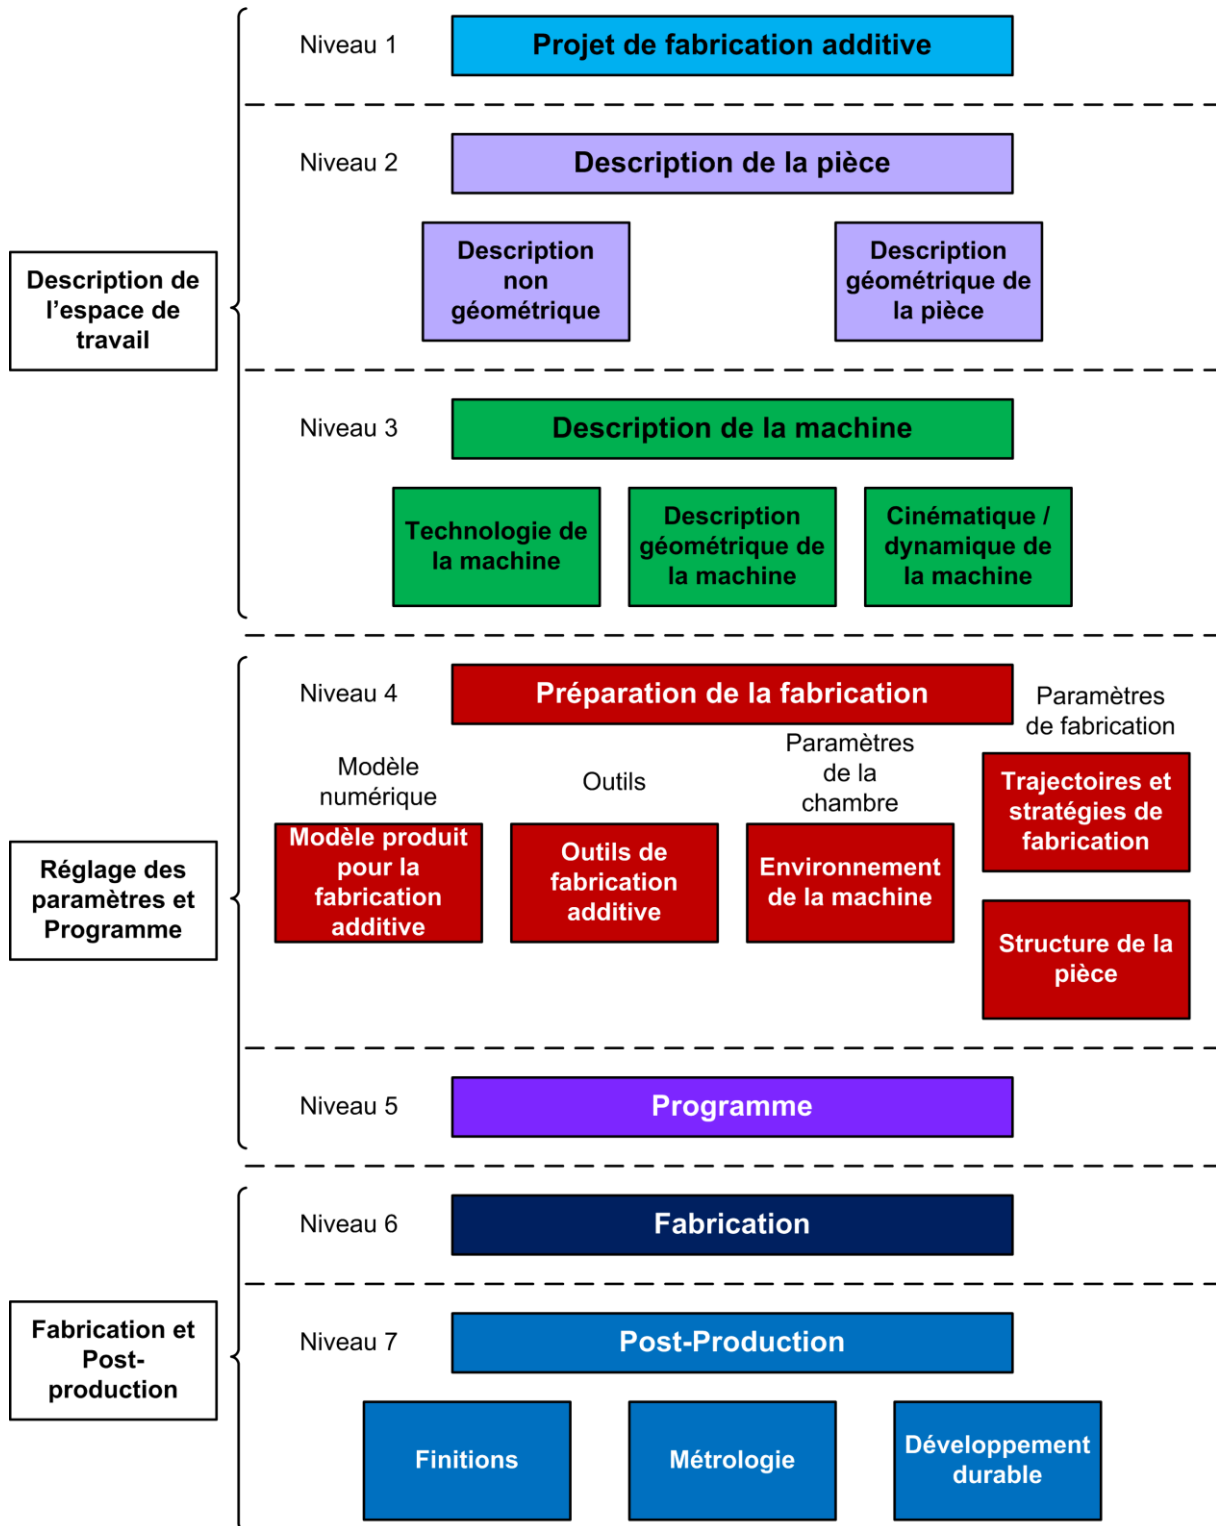 Niveau 1
Projet de fabrication additive
Niveau 2
Description de la pièce
Description
non
géométrique
Description
géométrique de
la pièce
Description de
l’espace de
travail
Niveau 3
Description de la machine
Technologie de
la machine
Description
géométrique de
la machine
Cinématique /
dynamique de
la machine
Niveau 4
Préparation de la fabrication
Modèle
numérique
Modèle produit
pour la
fabrication
additive
Outils
Outils de
fabrication
additive
Paramètres
de la
chambre
Environnement
de la machine
Paramètres
de fabrication
Trajectoires et
stratégies de
fabrication
Structure de la
pièce
Réglage des
paramètres et
Programme
Niveau 5
Programme
Niveau 6
Fabrication
Fabrication et
Post-
production
Niveau 7
Post-Production
Finitions
Métrologie
Développement
durable